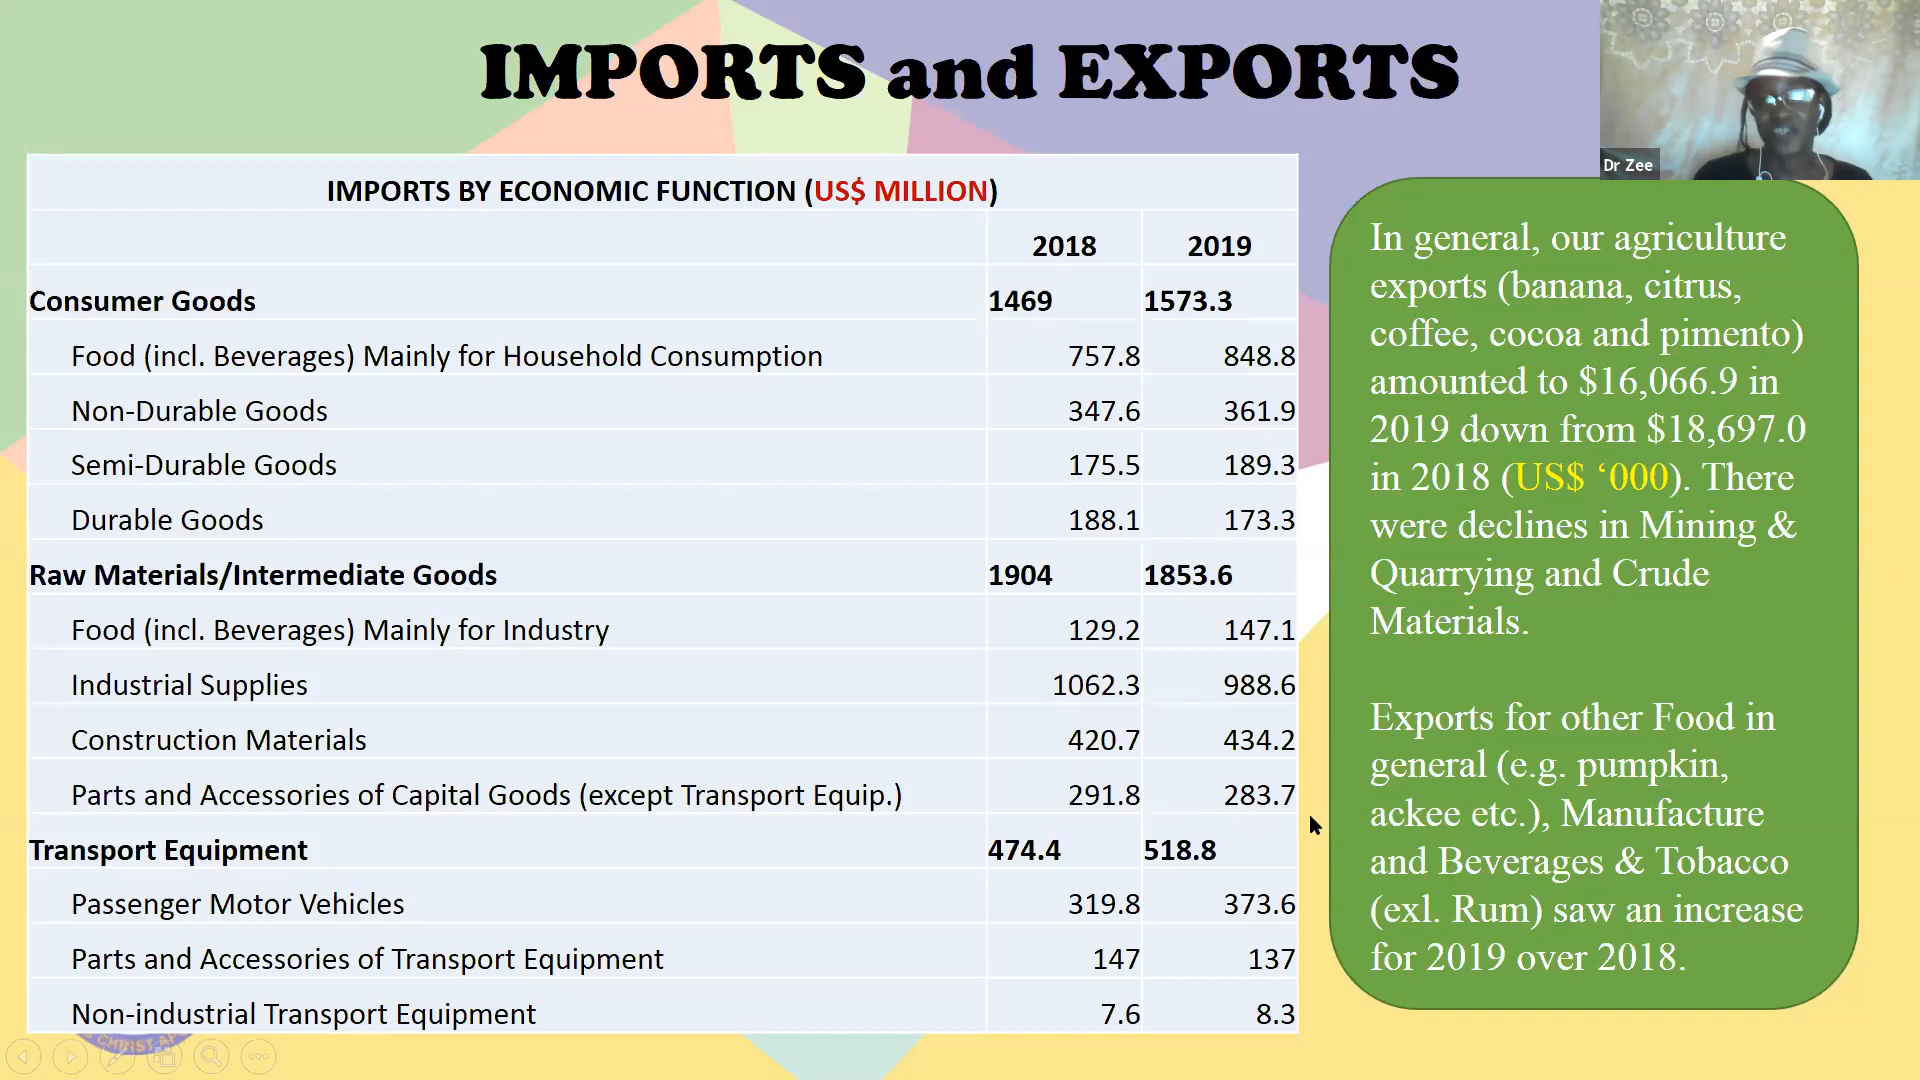 IMPORTS and EXPORTS
Dr Zee
IMPORTS BY ECONOMIC FUNCTION (US$ MILLION)
2018 2019
Consumer Goods 1469 1573.3
Food (incl. Beverages) Mainly for Household Consumption 757.8 848.8
Non-Durable Goods 347.6 361.9
Semi-Durable Goods 175.5 189.3
Durable Goods 188.1 173.3
Raw Materials/Intermediate Goods 1904 1853.6
Food (incl. Beverages) Mainly for Industry 129.2 147.1
Industrial Supplies 1062.3 988.6
Construction Materials 420.7 434.2
Parts and Accessories of Capital Goods (except Transport Equip.) 291.8 283.7
Transport Equipment 474.4 518.8
Passenger Motor Vehicles 319.8 373.6
Parts and Accessories of Transport Equipment 147 137
Non-industrial Transport Equipment 7.6 8.3
In general, our agriculture
exports (banana, citrus,
coffee, cocoa and pimento)
amounted to $16,066.9 in
2019 down from $18,697.0
in 2018 (US$ ‘000). There
were declines in Mining &
Quarrying and Crude
Materials.
Exports for other Food in
general (e.g. pumpkin,
ackee etc.), Manufacture
and Beverages & Tobacco
(exl. Rum) saw an increase
for 2019 over 2018.
CHRIST